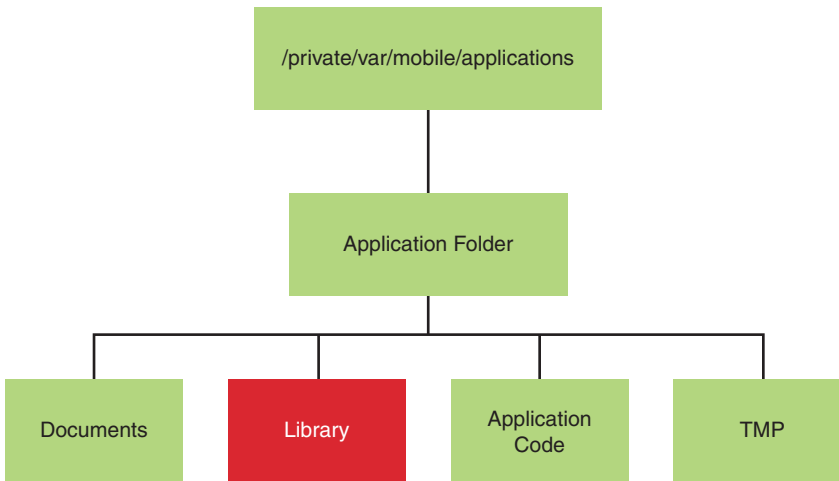 /private/var/mobile/applications
Application Folder
Documents
Library
Application
Code
TMP